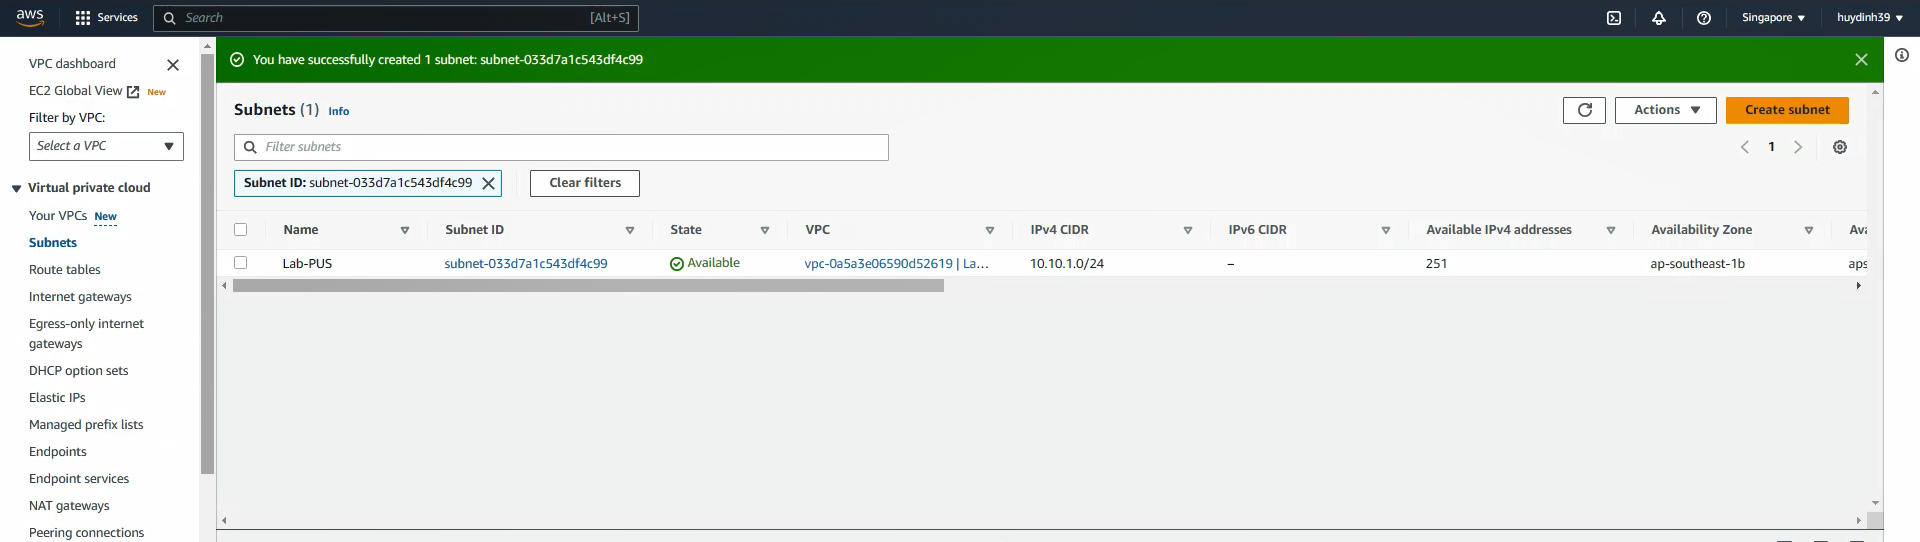 aws
Services
Search
[Alt+S]
Singapore
huydinh39
VPC dashboard
EC2 Global View New
Filter by VPC:
Select a VPC
Virtual private cloud
Your VPCs New
Subnets
Route tables
Internet gateways
Egress-only internet
gateways
DHCP option sets
Elastic IPs
Managed prefix lists
Endpoints
Endpoint services
NAT gateways
Peering connections
You have successfully created 1 subnet: subnet-033d7a1c543df4c99
Subnets (1) Info
Actions
Create subnet
Filter subnets
1
Subnet ID: subnet-033d7a1c543df4c99
Clear filters
Name Subnet ID State VPC IPv4 CIDR IPv6 CIDR Available IPv4 addresses Availability Zone Ava
Lab-PUS subnet-033d7a1c543df4c99 Available vpc-0a5a3e06590d52619 | La… 10.10.1.0/24 – 251 ap-southeast-1b aps